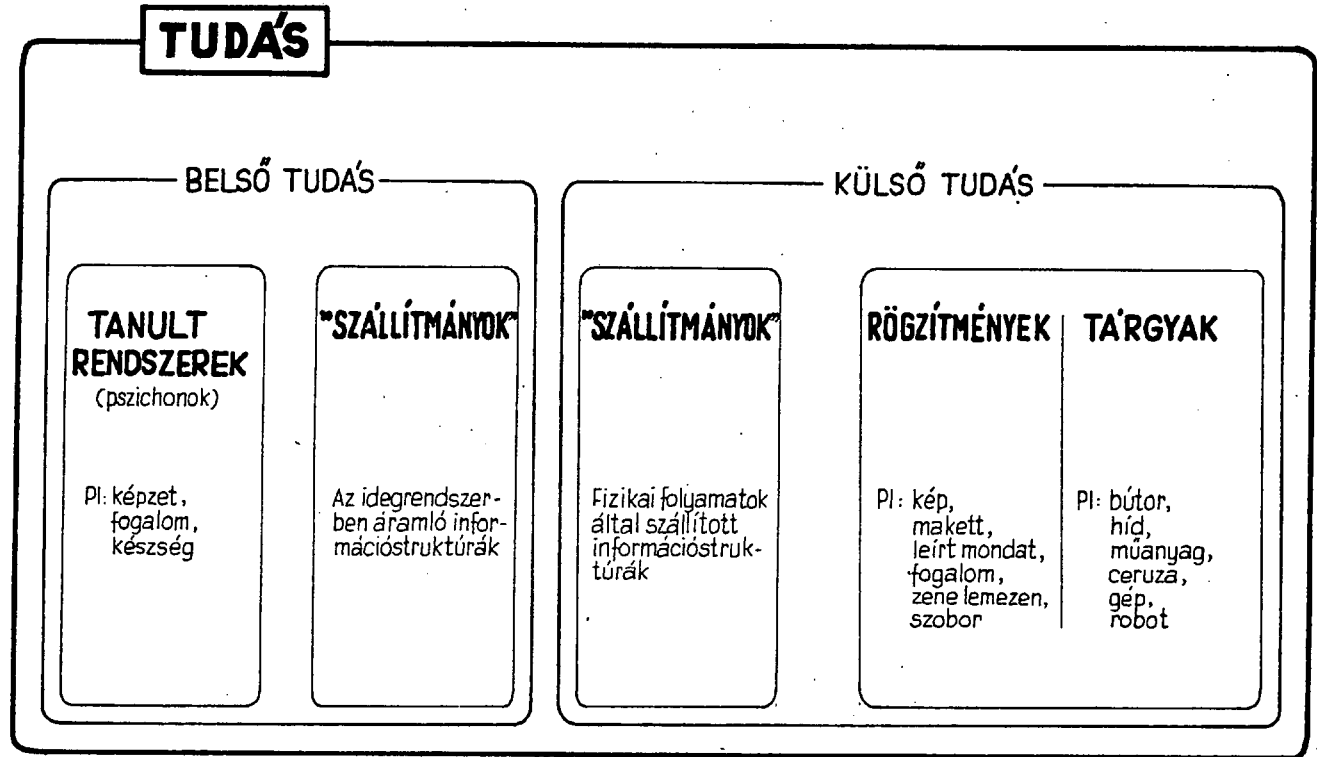 TUDÁS
BELSŐ TUDÁS
TANULT
RENDSZEREK
(pszichonok)
Pl: képzet,
fogalom,
készség
"SZÁLLÍTMÁNYOK"
Az idegrendszer-
ben áramló infor-
mációstruktúrák
KÜLSŐ TUDÁS
"SZÁLLÍTMÁNYOK"
Fizikai folyamatok
által szállított
információstruk-
túrák
RÖGZÍTMÉNYEK
Pl: kép,
makett,
leírt mondat,
fogalom,
zene lemezen,
szobor
TÁRGYAK
Pl: bútor,
híd,
műanyag,
ceruza,
gép,
robot